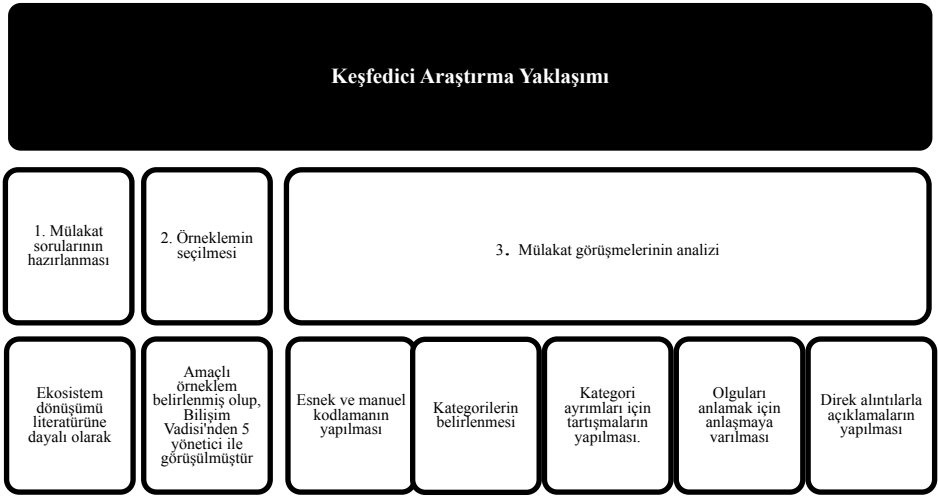 Keşfedici Araştırma Yaklaşımı
1. Mülakat
sorularının
hazırlanması
2. Örneklemin
seçilmesi
3. Mülakat görüşmelerinin analizi
Ekosistem
dönüşümü
literatürüne
dayalı olarak
Amaçlı
örneklem
belirlenmiş olup,
Bilişim
Vadisi'nden 5
yönetici ile
görüşülmüştür
Esnek ve manuel
kodlamanın
yapılması
Kategorilerin
belirlenmesi
Kategori
ayrımları için
tartışmaların
yapılması.
Olguları
anlamak için
anlaşmaya
varılması
Direk alıntılarla
açıklamaların
yapılması